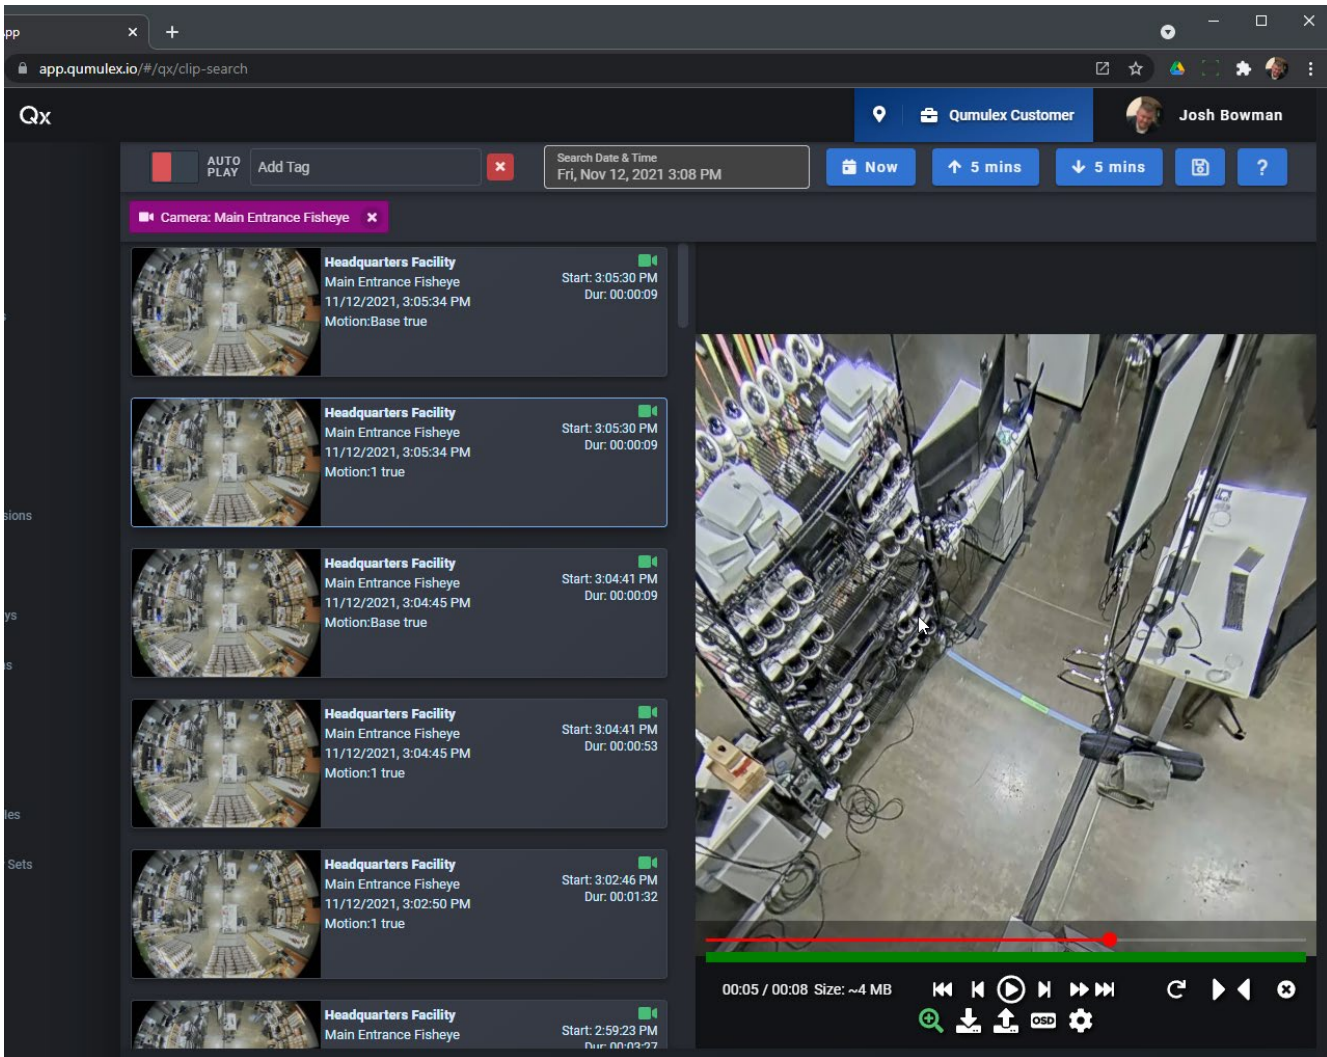 App
app.qumulex.io/#/qx/clip-search
Qx
Qumulex Customer
Josh Bowman
AUTO
PLAY
Add Tag
Search Date & Time
Fri, Nov 12, 2021 3:08 PM
Now
5 mins
5 mins
?
Camera: Main Entrance Fisheye
Headquarters Facility
Main Entrance Fisheye
11/12/2021, 3:05:34 PM
Motion:Base true
Start: 3:05:30 PM
Dur: 00:00:09
Headquarters Facility
Main Entrance Fisheye
11/12/2021, 3:05:34 PM
Motion:1 true
Start: 3:05:30 PM
Dur: 00:00:09
Headquarters Facility
Main Entrance Fisheye
11/12/2021, 3:04:45 PM
Motion:Base true
Start: 3:04:41 PM
Dur: 00:00:09
Headquarters Facility
Main Entrance Fisheye
11/12/2021, 3:04:45 PM
Motion:1 true
Start: 3:04:41 PM
Dur: 00:00:53
Headquarters Facility
Main Entrance Fisheye
11/12/2021, 3:02:50 PM
Motion:1 true
Start: 3:02:46 PM
Dur: 00:01:32
Headquarters Facility
Main Entrance Fisheye
Start: 2:59:23 PM
Dur: 00:03:27
sions
ys
s
les
Sets
00:05 / 00:08 Size: ~4 MB
OSD